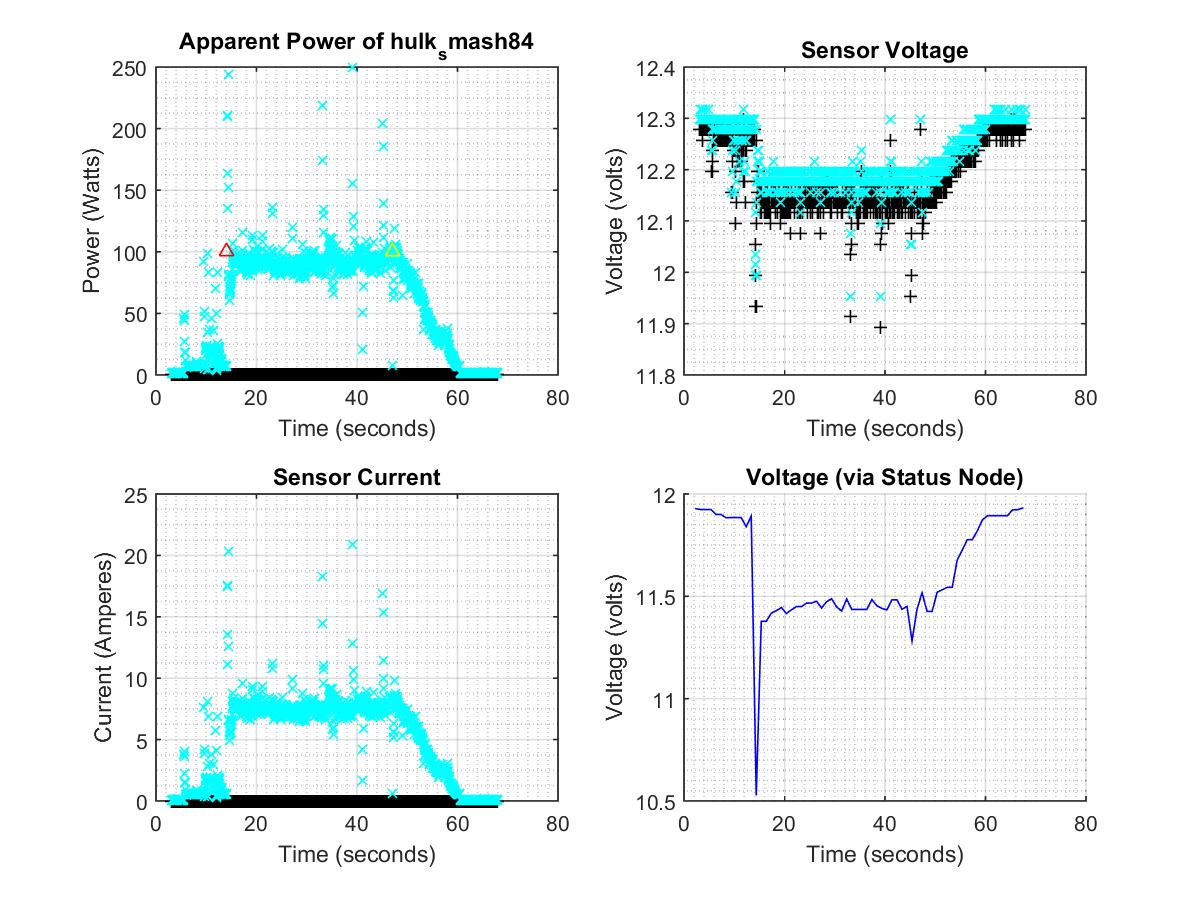 Apparent Power of hulk_smash84
250
200
150
100
50
0
Power (Watts)
0 20 40 60 80
Time (seconds)
Sensor Voltage
12.4
12.3
12.2
12.1
12
11.9
11.8
Voltage (volts)
0 20 40 60 80
Time (seconds)
Sensor Current
25
20
15
10
5
0
Current (Amperes)
0 20 40 60 80
Time (seconds)
Voltage (via Status Node)
12
11.5
11
10.5
Voltage (volts)
0 20 40 60 80
Time (seconds)